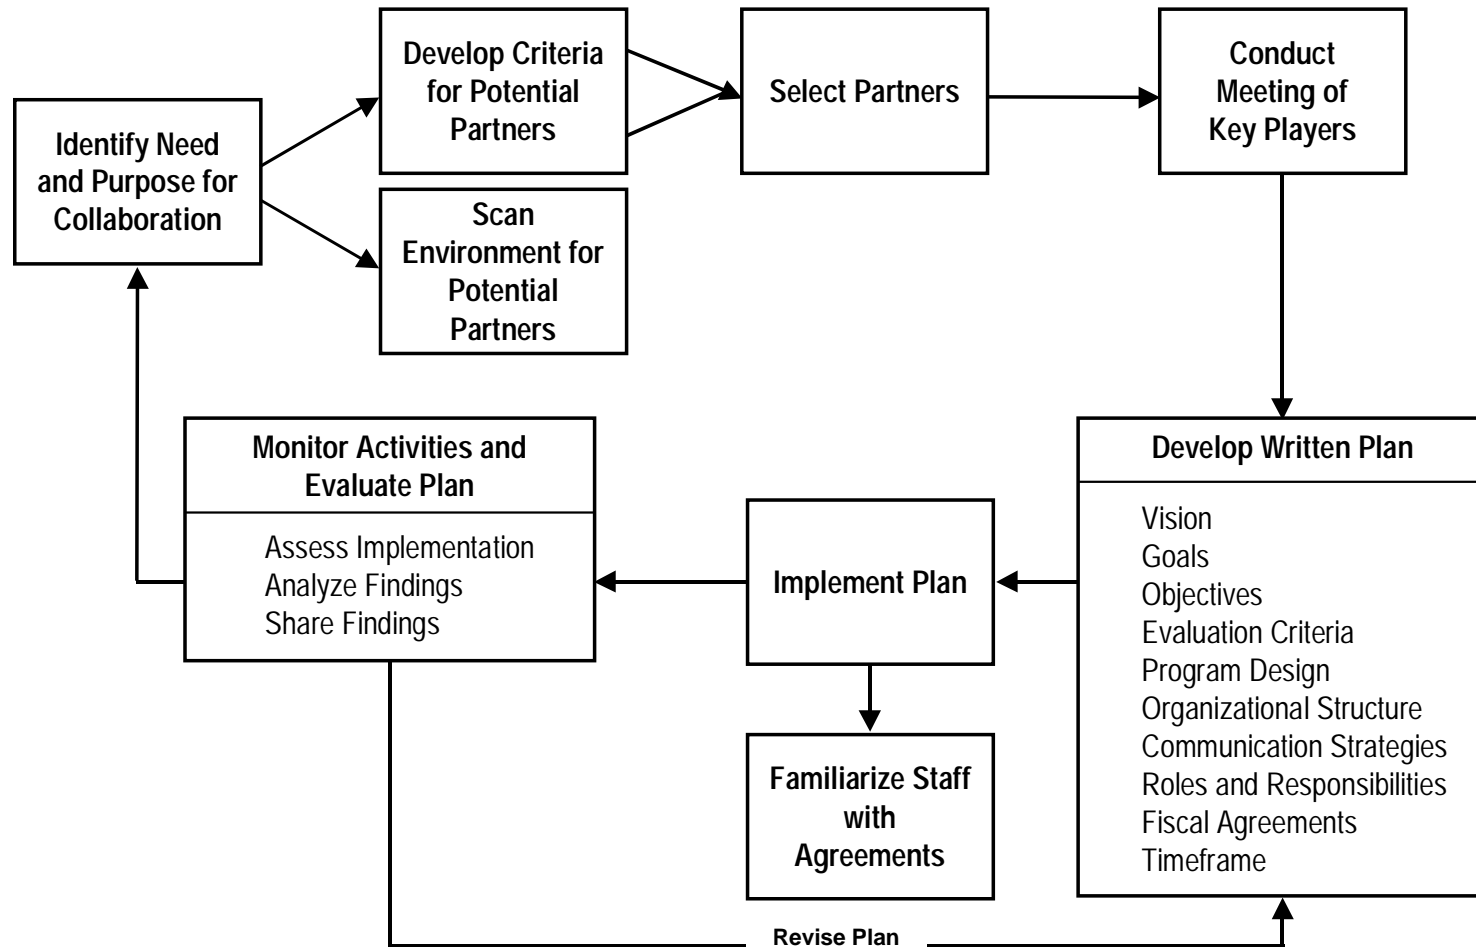 Identify Need
and Purpose for
Collaboration
Develop Criteria
for Potential
Partners
Scan
Environment for
Potential
Partners
Select Partners
Conduct
Meeting of
Key Players
Develop Written Plan
Vision
Goals
Objectives
Evaluation Criteria
Program Design
Organizational Structure
Communication Strategies
Roles and Responsibilities
Fiscal Agreements
Timeframe
Implement Plan
Familiarize Staff
with
Agreements
Monitor Activities and
Evaluate Plan
Assess Implementation
Analyze Findings
Share Findings
Revise Plan